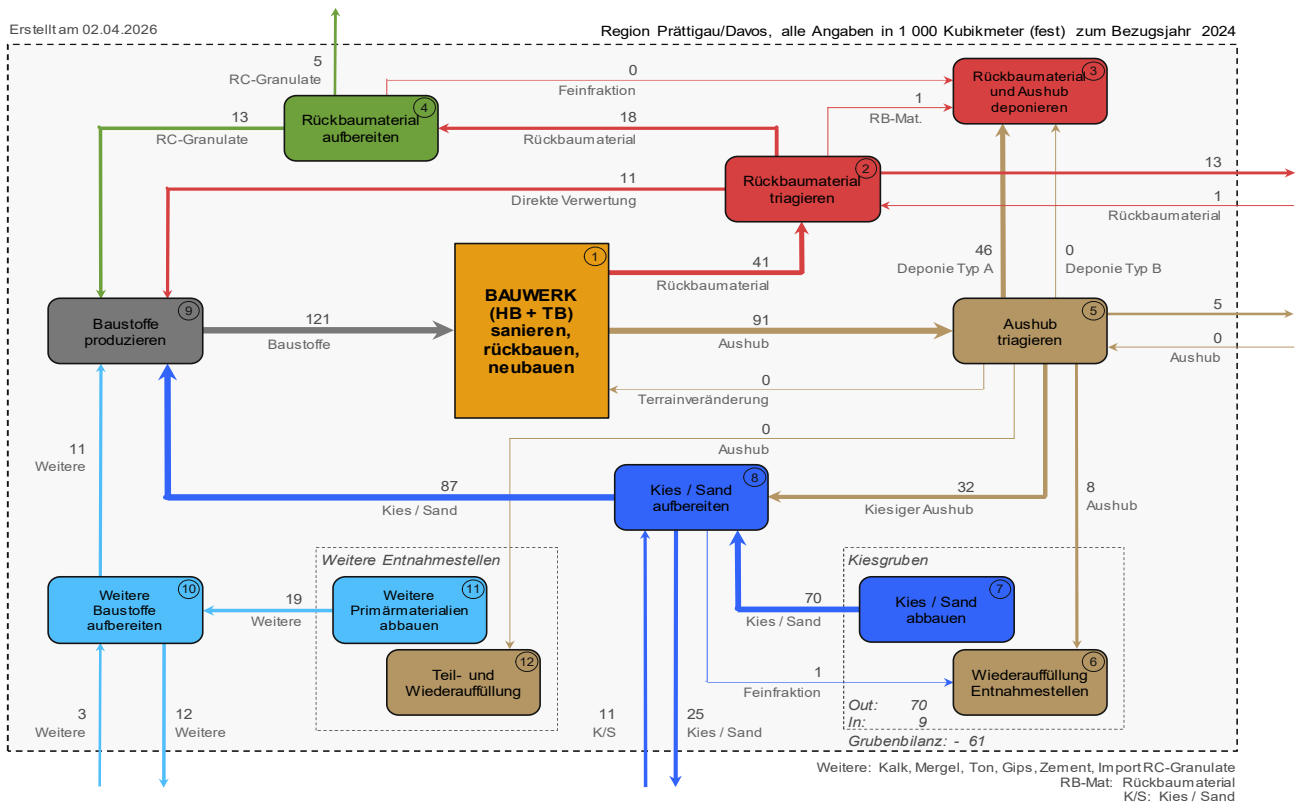 Erstellt am 02.04.2026
Region Prättigau/Davos, alle Angaben in 1 000 Kubikmeter (fest) zum Bezugsjahr 2024
5
RC-Granulate
0
Feinfraktion
3
Rückbaumaterial
und Aushub
deponieren
4
Rückbaumaterial
aufbereiten
13
RC-Granulate
18
Rückbaumaterial
1
RB-Mat.
2
Rückbaumaterial
triagieren
13
11
Direkte Verwertung
1
Rückbaumaterial
46
Deponie Typ A
0
Deponie Typ B
1
BAUWERK
(HB + TB)
sanieren,
rückbauen,
neubauen
41
Rückbaumaterial
9
Baustoffe
produzieren
121
Baustoffe
91
Aushub
5
Aushub
triagieren
5
0
Aushub
0
Terrainveränderung
0
Aushub
11
Weitere
87
Kies / Sand
8
Kies / Sand
aufbereiten
32
Kiesiger Aushub
8
Aushub
Weitere Entnahmestellen
Kiesgruben
10
Weitere
Baustoffe
aufbereiten
19
Weitere
11
Weitere
Primärmaterialien
abbauen
70
Kies / Sand
7
Kies / Sand
abbauen
12
Teil- und
Wiederauffüllung
1
Feinfraktion
6
Wiederauffüllung
Entnahmestellen
3
Weitere
12
Weitere
11
K/S
25
Kies / Sand
Out: 70
In: 9
Grubenbilanz: - 61
Weitere: Kalk, Mergel, Ton, Gips, Zement, Import RC-Granulate
RB-Mat: Rückbaumaterial
K/S: Kies / Sand